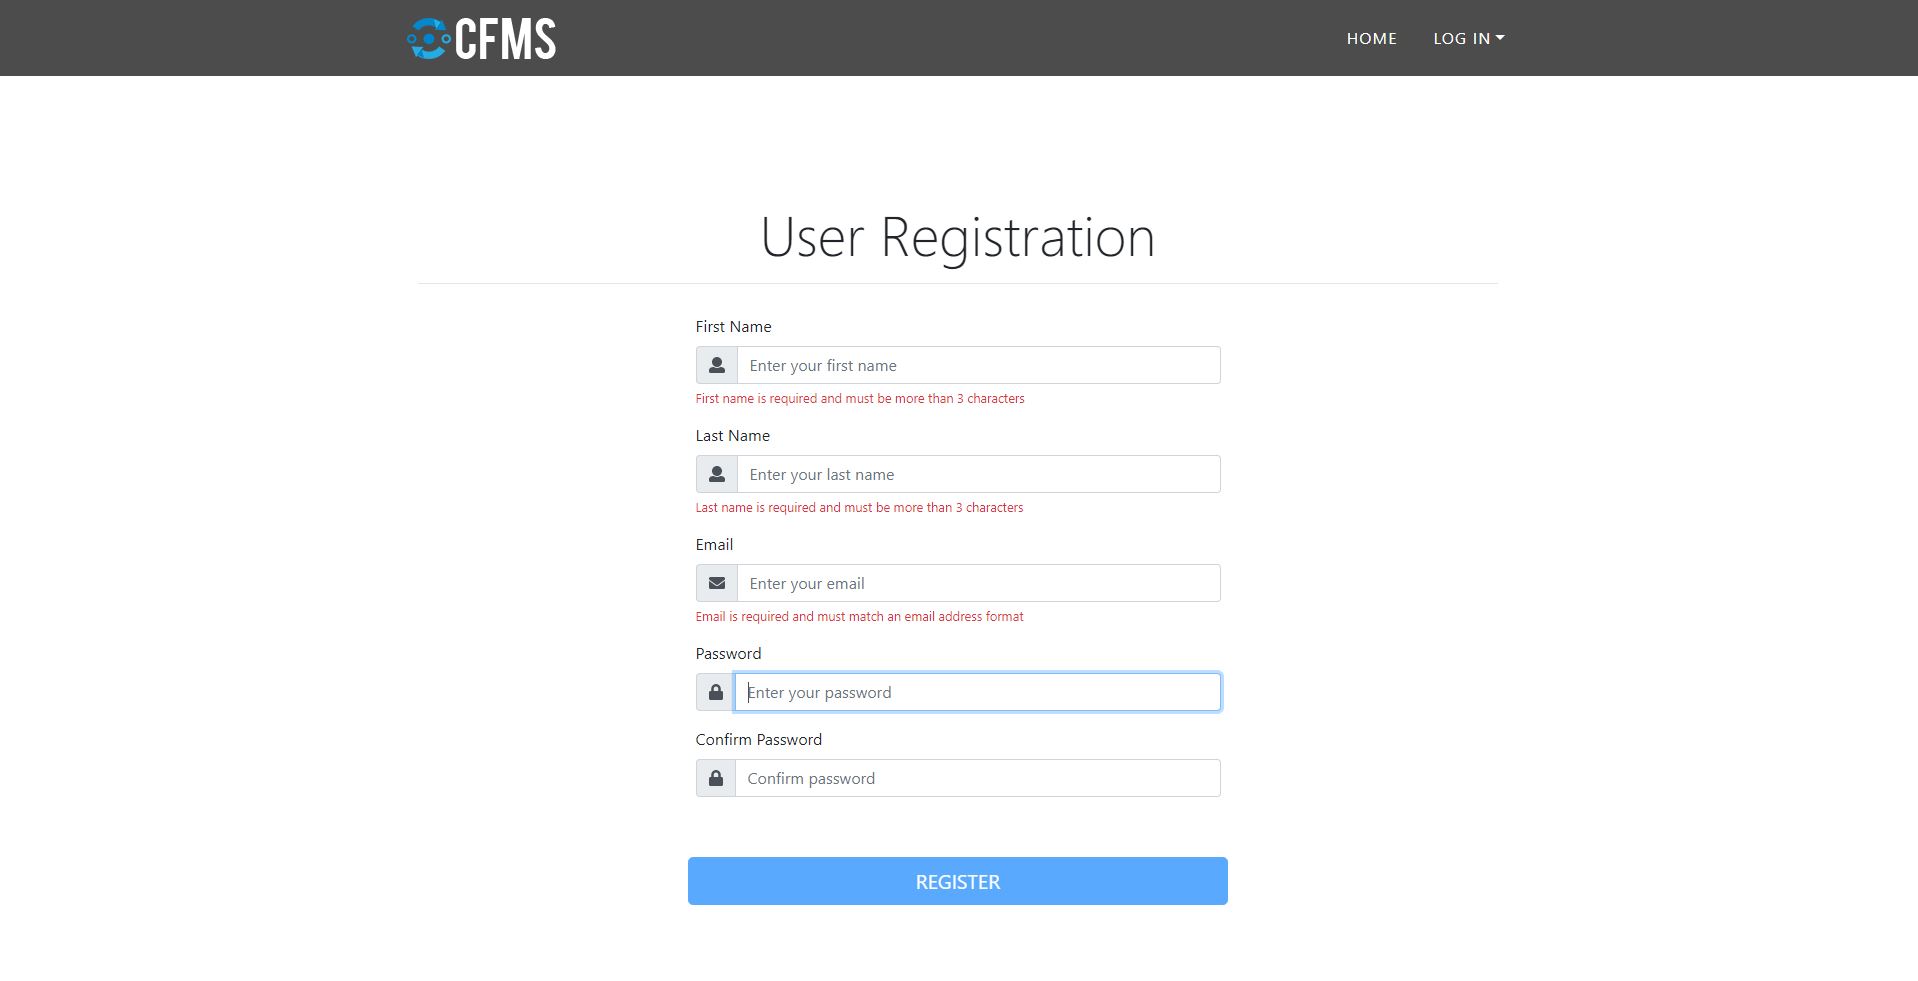 CFMS
HOME
LOG IN
User Registration
First Name
Enter your first name
First name is required and must be more than 3 characters
Last Name
Enter your last name
Last name is required and must be more than 3 characters
Email
Enter your email
Email is required and must match an email address format
Password
Enter your password
Confirm Password
Confirm password
REGISTER